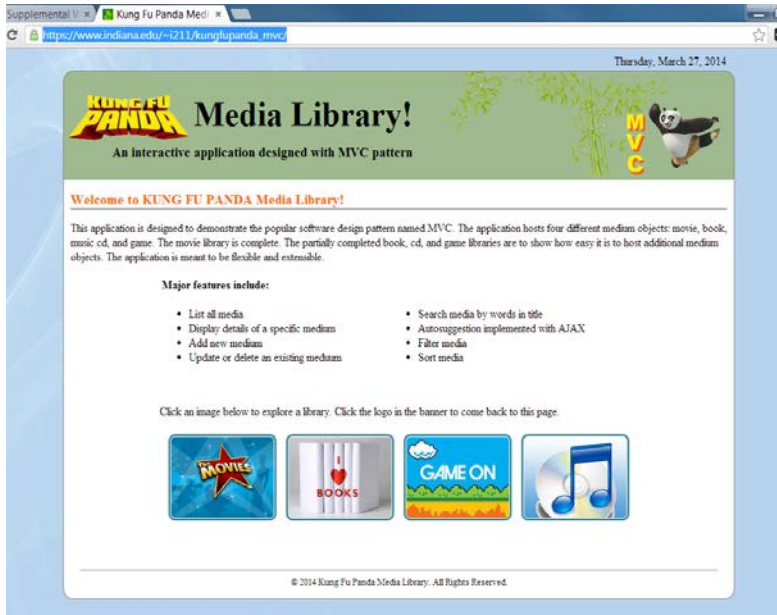 Supplemental V
Kung Fu Panda Medi
https://www.indiana.edu/~i211/kungfupanda_mvc/
Thursday, March 27, 2014
KUNG FU
PANDA
Media Library!
An interactive application designed with MVC pattern
M
V
C
Welcome to KUNG FU PANDA Media Library!
This application is designed to demonstrate the popular software design pattern named MVC. The application hosts four different medium objects: movie, book,
music cd, and game. The movie library is complete. The partially completed book, cd, and game libraries are to show how easy it is to host additional medium
objects. The application is meant to be flexible and extensible.
Major features include:
• List all media
• Display details of a specific medium
• Add new medium
• Update or delete an existing medium
• Search media by words in title
• Autosuggestion implemented with AJAX
• Filter media
• Sort media
Click an image below to explore a library. Click the logo in the banner to come back to this page.
The
MOVIES
I
BOOKS
GAME ON
© 2014 Kung Fu Panda Media Library. All Rights Reserved.